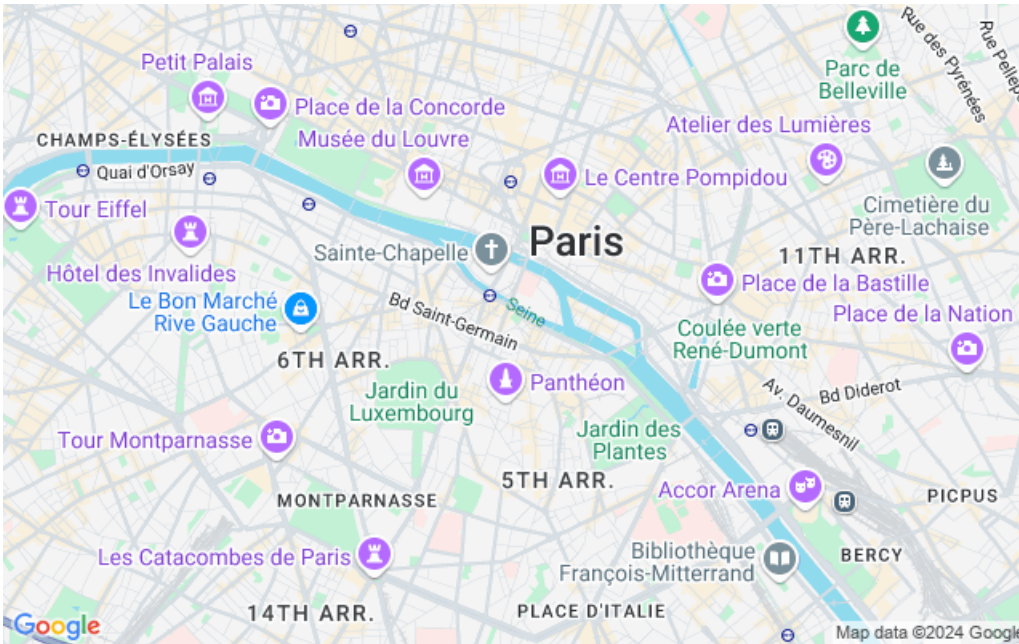 Rue des Pyrénées
Petit Palais
Parc de
Belleville
Place de la Concorde
CHAMPS-ÉLYSÉES
Musée du Louvre
Atelier des Lumières
Quai d'Orsay
Le Centre Pompidou
Tour Eiffel
Cimetière du
Père-Lachaise
Sainte-Chapelle
Paris
11TH ARR.
Hôtel des Invalides
Place de la Bastille
Le Bon Marché
Rive Gauche
Bd Saint-Germain
Seine
Place de la Nation
Coulée verte
René-Dumont
6TH ARR.
Jardin du
Luxembourg
Panthéon
Av. Daumesnil
Bd Diderot
Tour Montparnasse
Jardin des
Plantes
5TH ARR.
MONTPARNASSE
Accor Arena
PICPUS
Les Catacombes de Paris
Bibliothèque
François-Mitterrand
BERCY
14TH ARR.
PLACE D'ITALIE
Google
Map data ©2024 Google